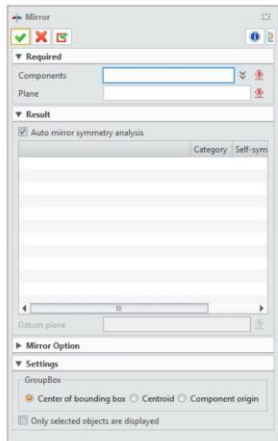 Mirror
Required
Components
Plane
Result
Auto mirror symmetry analysis
Category Self-sym
Datum plane
Mirror Option
Settings
GroupBox
Center of bounding box Centroid Component origin
Only selected objects are displayed